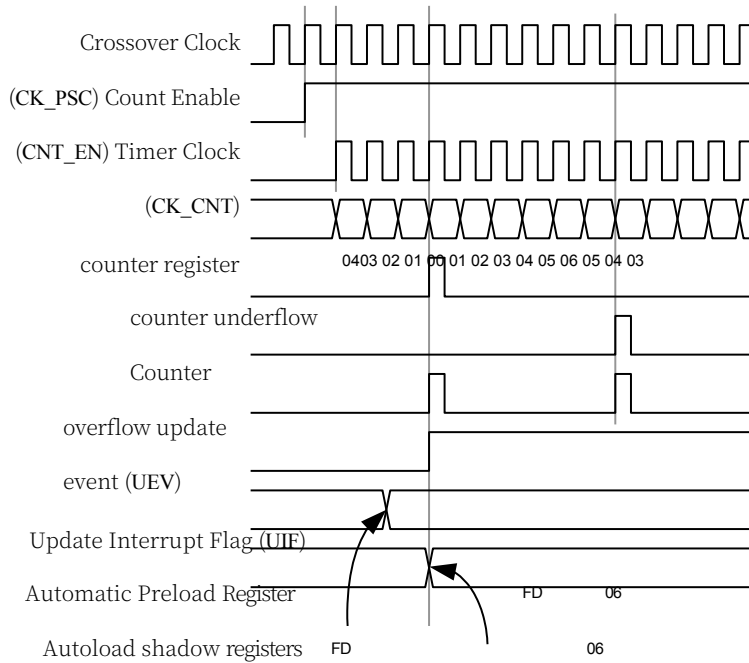 Crossover Clock
(CK_PSC) Count Enable
(CNT_EN) Timer Clock
(CK_CNT)
counter register
0403 02 01 00 01 02 03 04 05 06 05 04 03
counter underflow
Counter
overflow update
event (UEV)
Update Interrupt Flag (UIF)
Automatic Preload Register FD 06
Autoload shadow registers FD 06